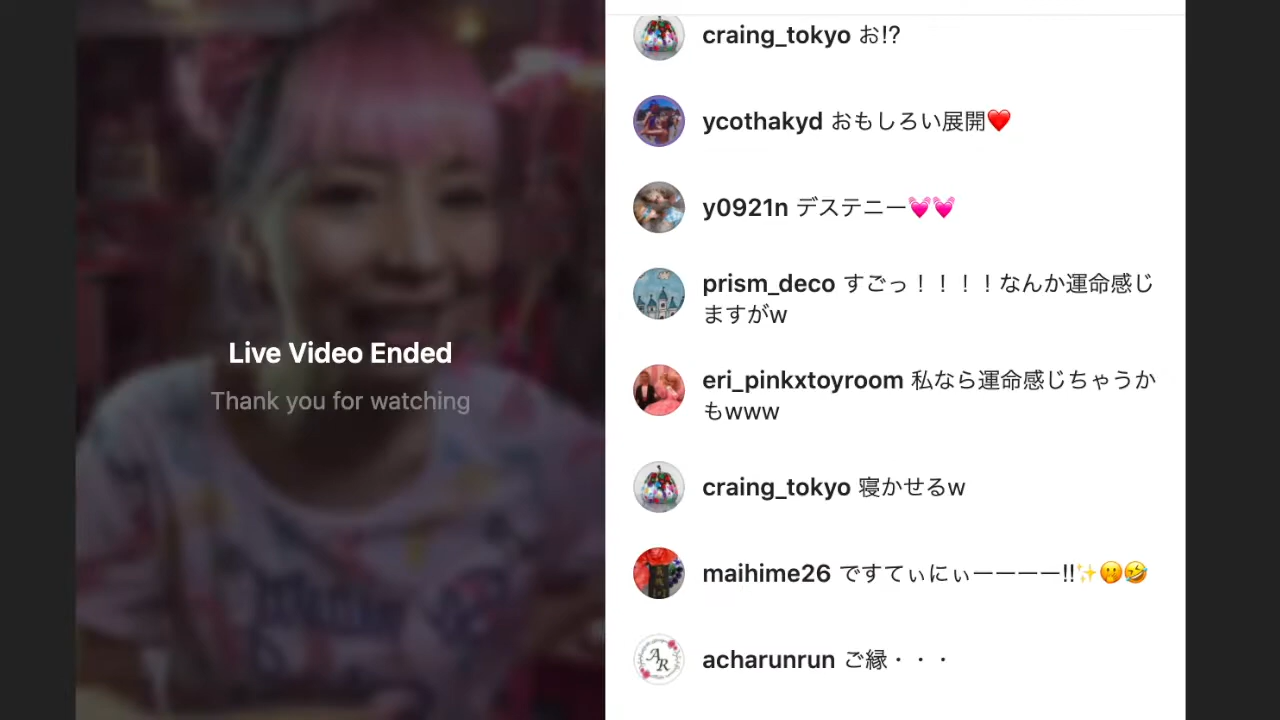 Live Video Ended
Thank you for watching
craing_tokyo お!?
ycothakyd おもしろい展開❤️
y0921n デステニー💓💓
prism_deco すごっ！！！！なんか運命感じ
ますがw
eri_pinkxtoyroom 私なら運命感じちゃうか
もwww
craing_tokyo 寝かせるw
maihime26 ですてぃにぃーーーー!!✨🤭🤣
acharunrun ご縁・・・
AR